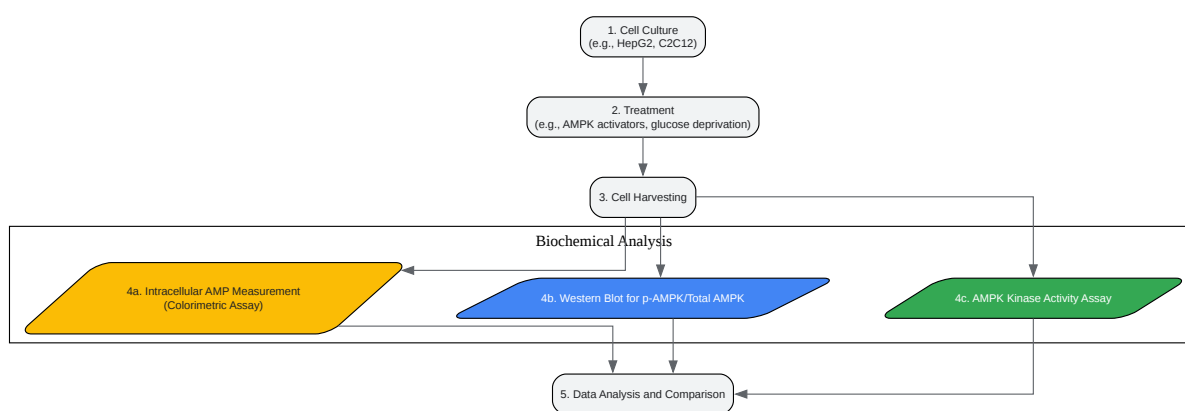 1. Cell Culture
(e.g., HepG2, C2C12)
2. Treatment
(e.g., AMPK activators, glucose deprivation)
3. Cell Harvesting
Biochemical Analysis
4a. Intracellular AMP Measurement
(Colorimetric Assay)
4b. Western Blot for p-AMPK/Total AMPK
4c. AMPK Kinase Activity Assay
5. Data Analysis and Comparison